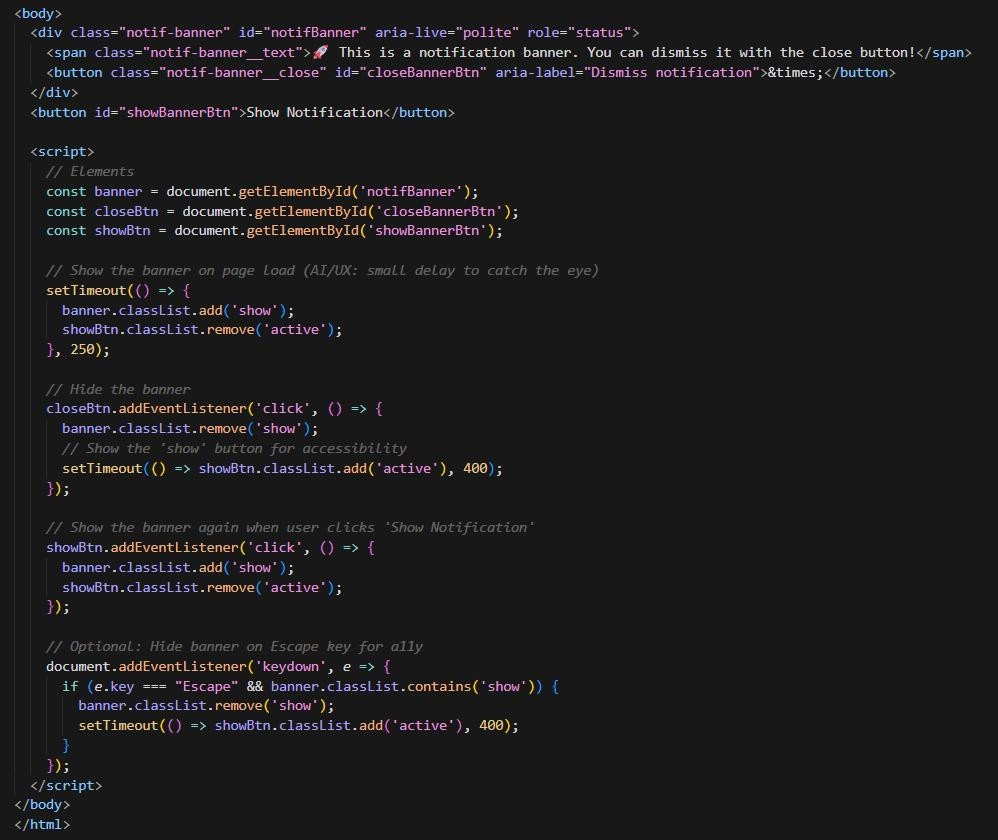 <body>
<div class="notif-banner" id="notifBanner" aria-live="polite" role="status">
<span class="notif-banner__text">🚀 This is a notification banner. You can dismiss it with the close button!</span>
<button class="notif-banner__close" id="closeBannerBtn" aria-label="Dismiss notification">&times;</button>
</div>
<button id="showBannerBtn">Show Notification</button>
<script>
// Elements
const banner = document.getElementById('notifBanner');
const closeBtn = document.getElementById('closeBannerBtn');
const showBtn = document.getElementById('showBannerBtn');
// Show the banner on page load (AI/UX: small delay to catch the eye)
setTimeout(() => {
banner.classList.add('show');
showBtn.classList.remove('active');
}, 250);
// Hide the banner
closeBtn.addEventListener('click', () => {
banner.classList.remove('show');
// Show the 'show' button for accessibility
setTimeout(() => showBtn.classList.add('active'), 400);
});
// Show the banner again when user clicks 'Show Notification'
showBtn.addEventListener('click', () => {
banner.classList.add('show');
showBtn.classList.remove('active');
});
// Optional: Hide banner on Escape key for a11y
document.addEventListener('keydown', e => {
if (e.key === "Escape" && banner.classList.contains('show')) {
banner.classList.remove('show');
setTimeout(() => showBtn.classList.add('active'), 400);
}
});
</script>
</body>
</html>